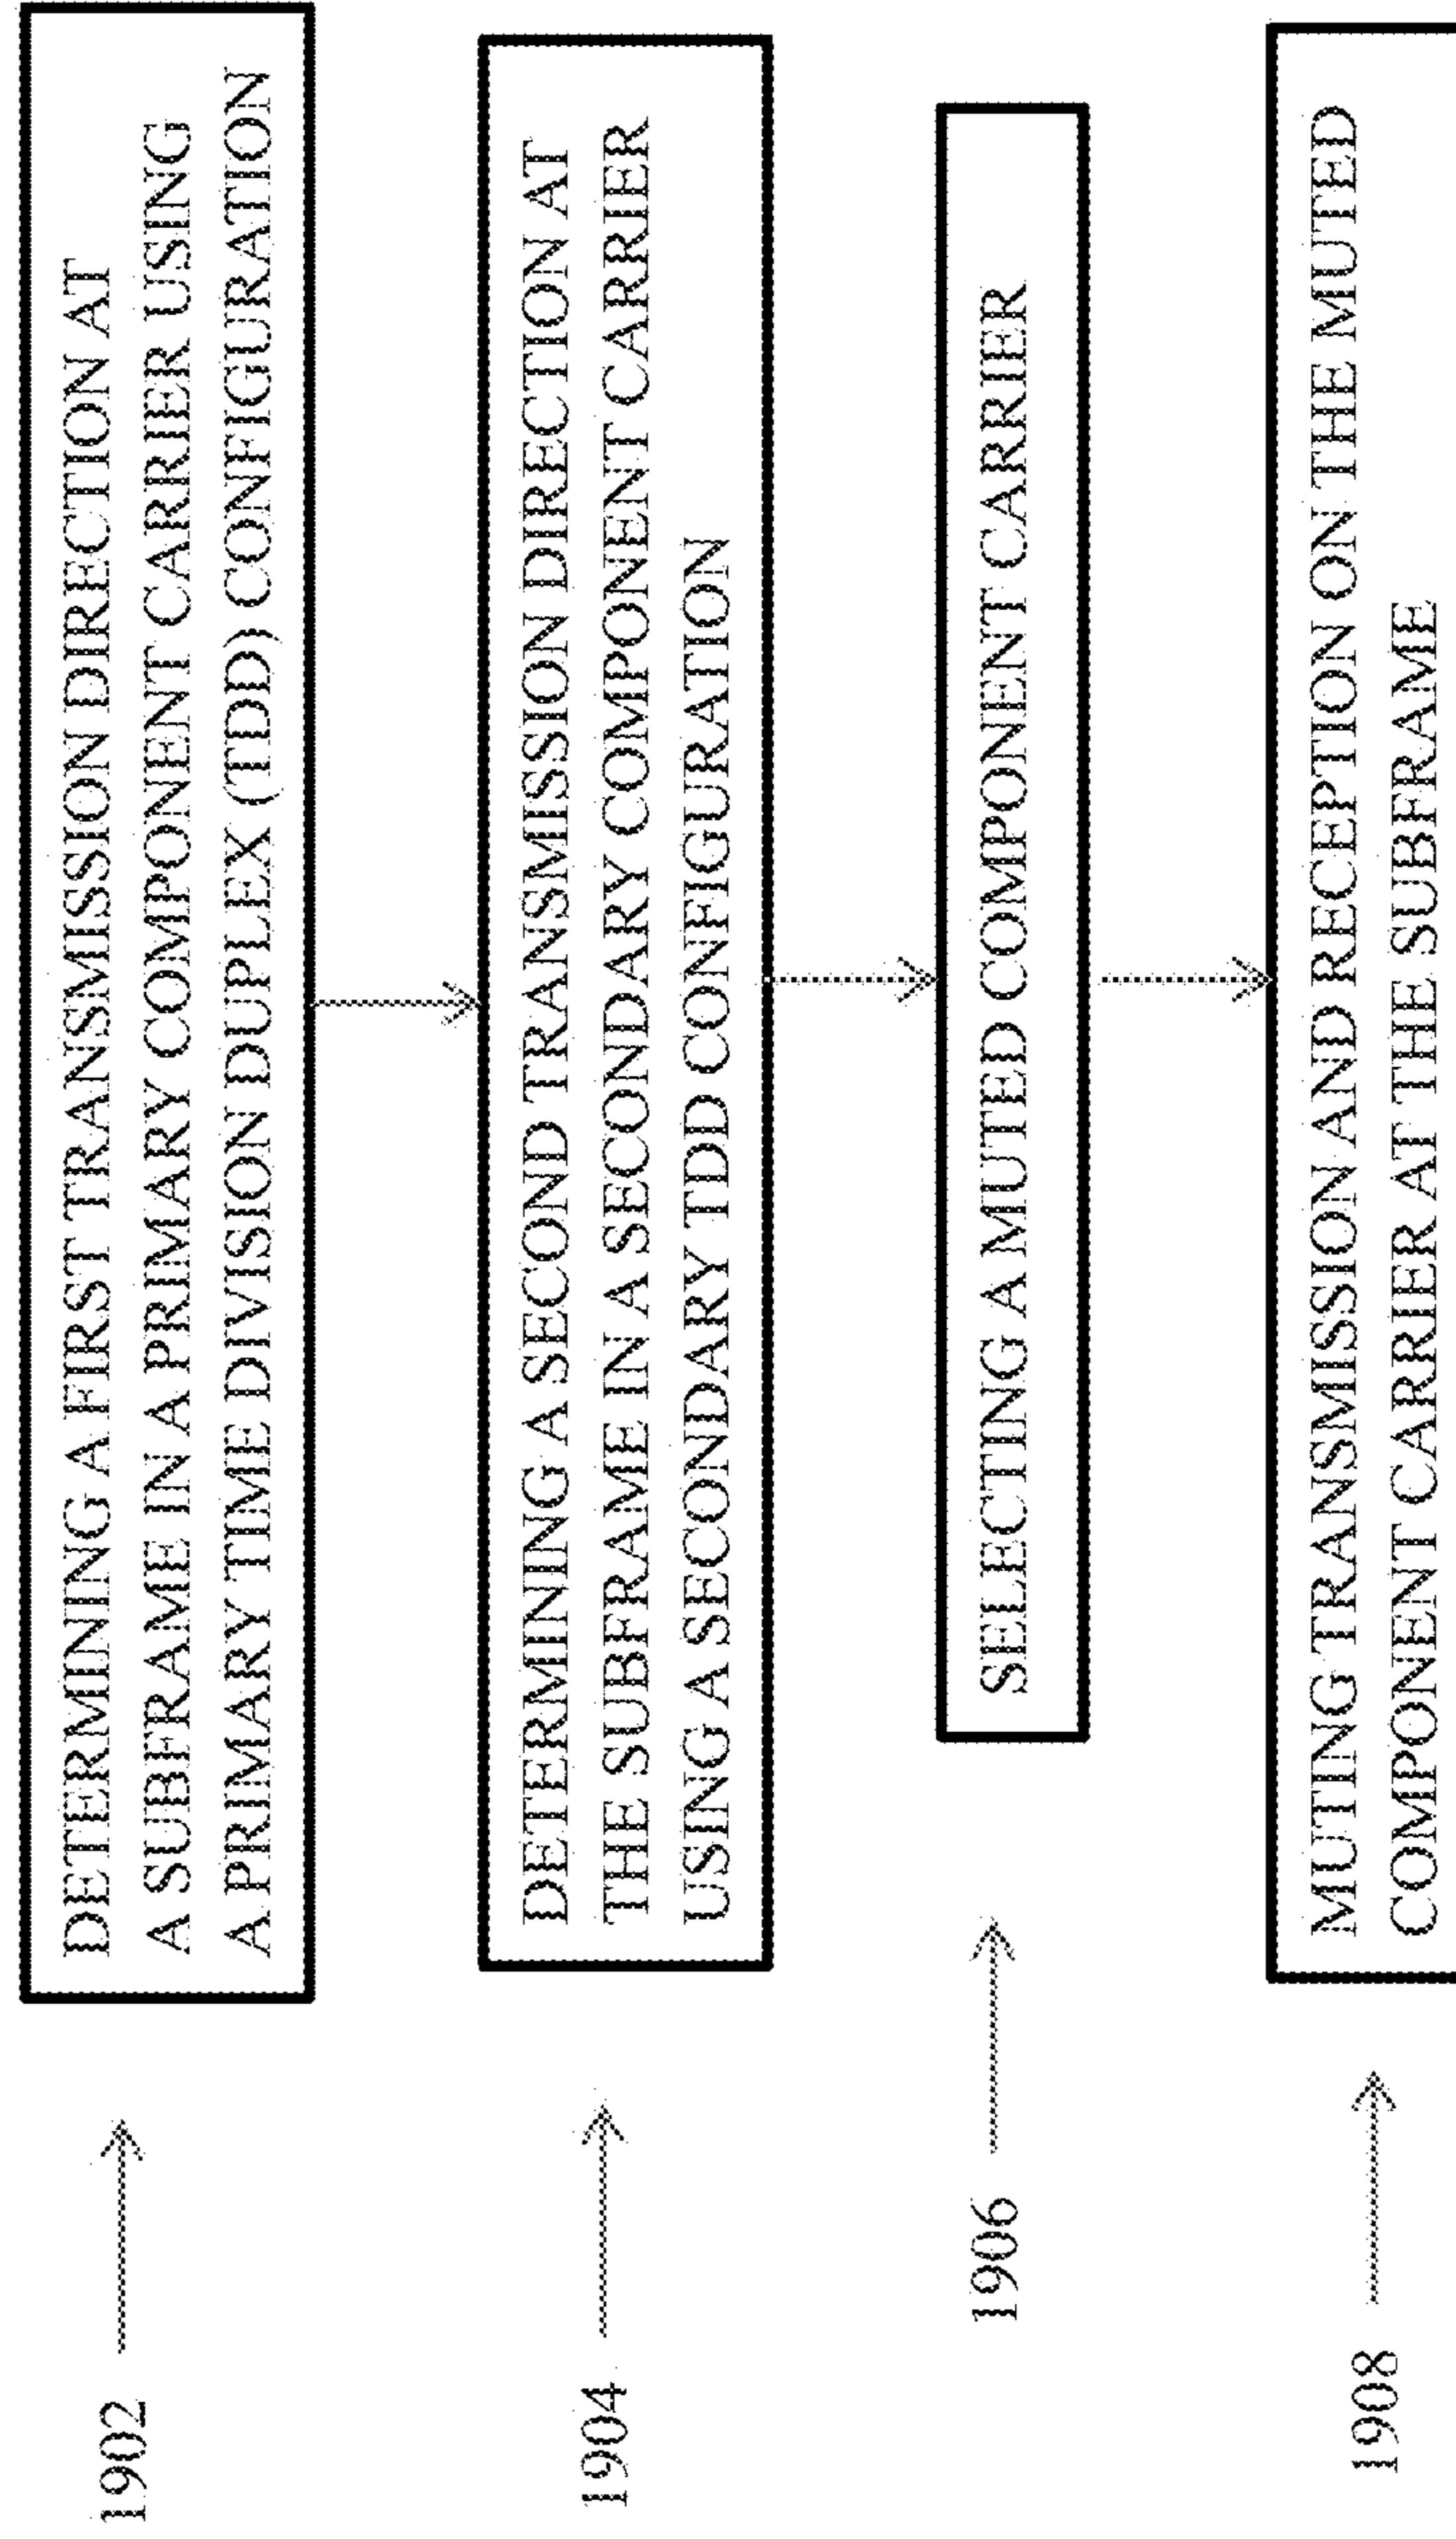 1902
DETERMINING A FIRST TRANSMISSION DIRECTION AT
A SUBFRAME IN A PRIMARY COMPONENT CARRIER USING
A PRIMARY TIME DIVISION DUPLEX (TDD) CONFIGURATION
1904
DETERMINING A SECOND TRANSMISSION DIRECTION AT
THE SUBFRAME IN A SECONDARY COMPONENT CARRIER
USING A SECONDARY TDD CONFIGURATION
1906
SELECTING A MUTED COMPONENT CARRIER
1908
MUTING TRANSMISSION AND RECEPTION ON THE MUTED
COMPONENT CARRIER AT THE SUBFRAME